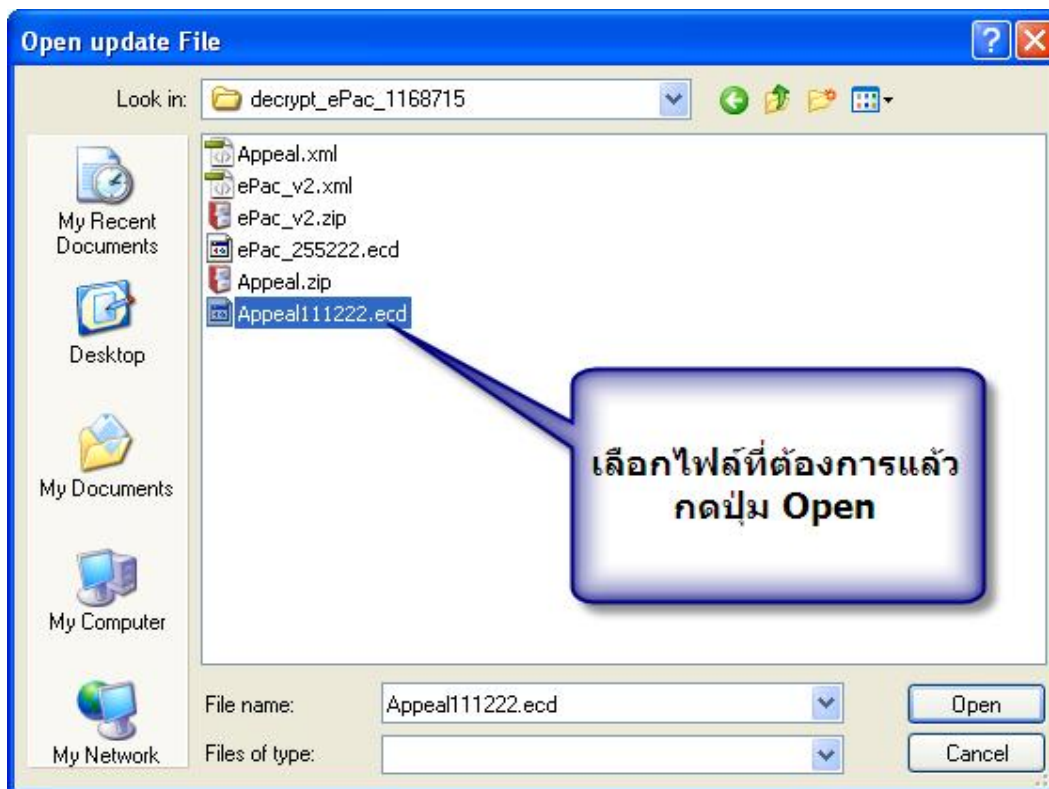 Open update File
Look in:
decrypt_ePac_1168715
Appeal.xml
ePac_v2.xml
ePac_v2.zip
ePac_255222.ecd
Appeal.zip
Appeal111222.ecd
My Recent
Documents
Desktop
My Documents
My Computer
My Network
เลือกไฟล์ที่ต้องการแล้ว
กดปุ่ม Open
File name:
Appeal111222.ecd
Open
Files of type:
Cancel